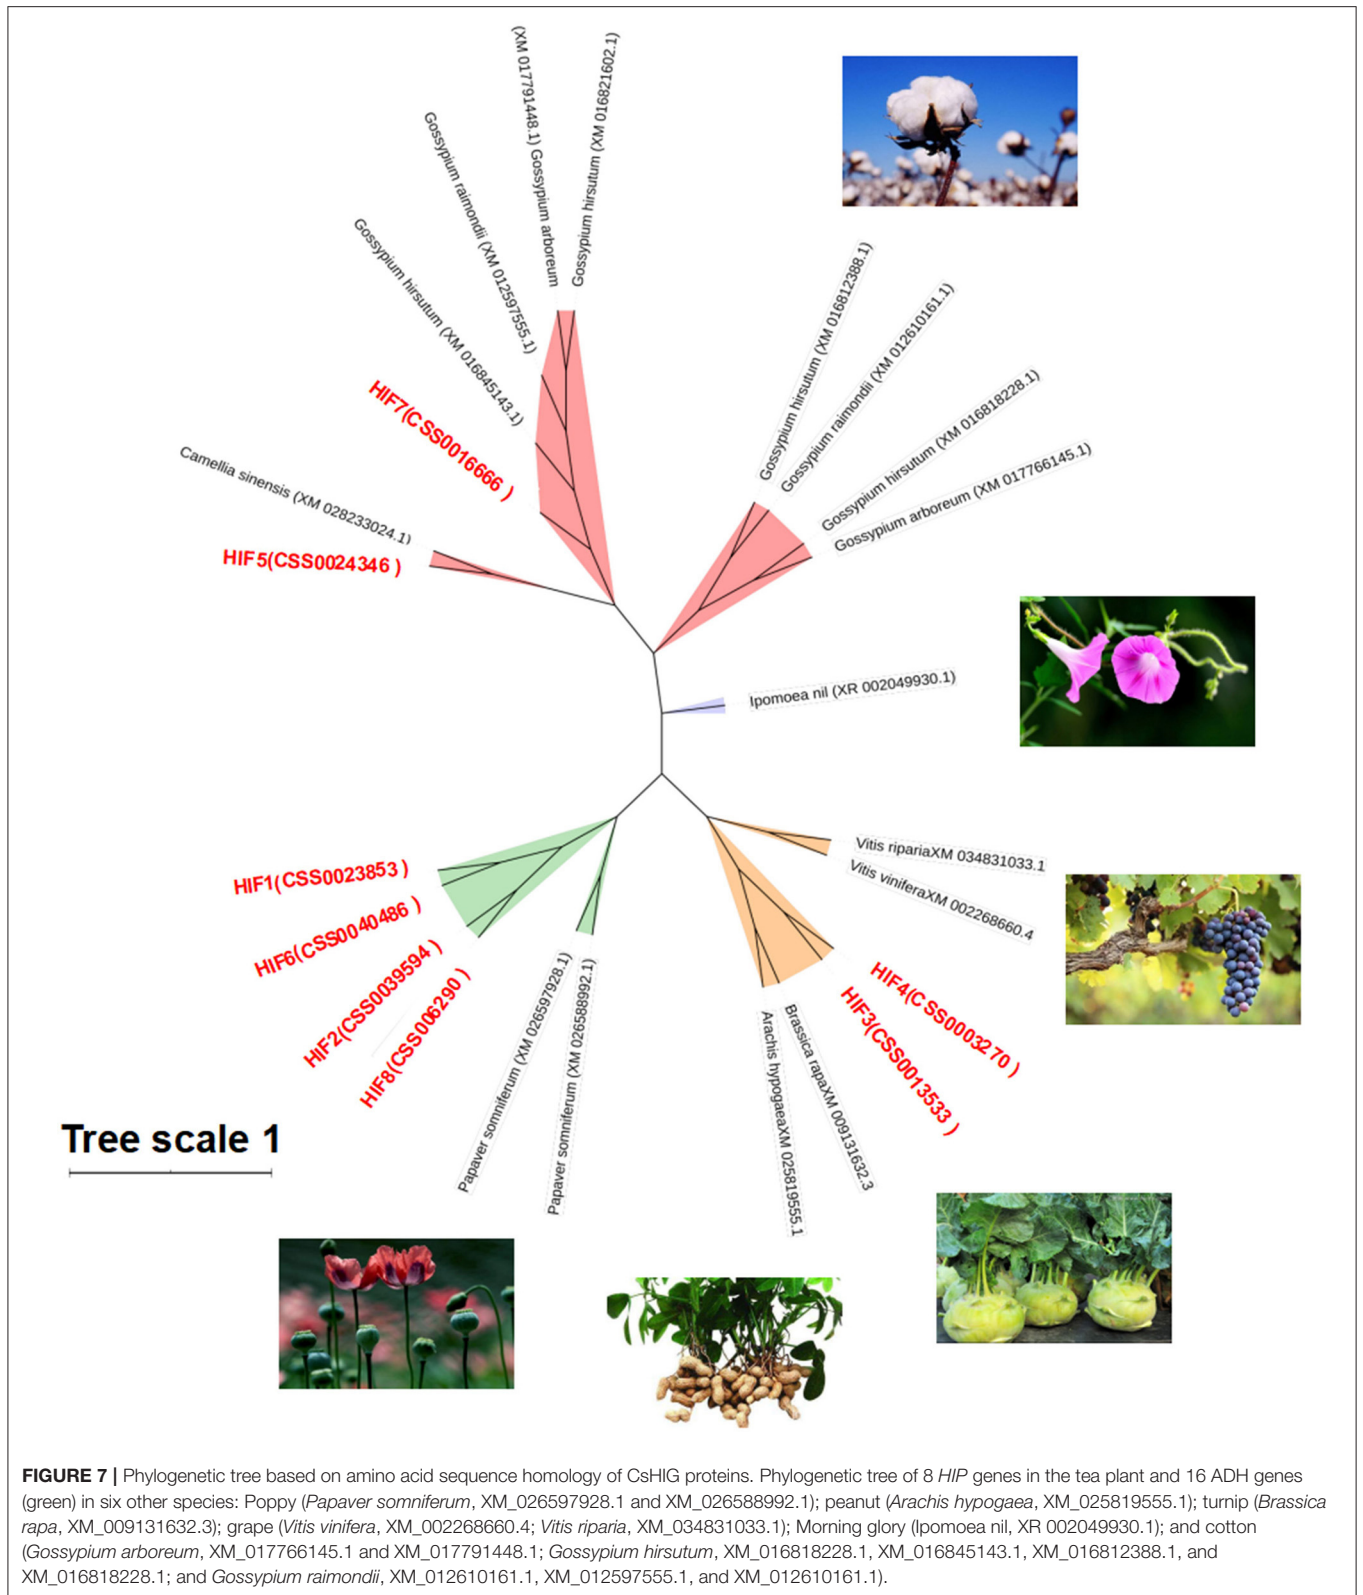 (XM 017791448.1) Gossypium arboreum
Gossypium hirsutum (XM 016821602.1)
Gossypium raimondii (XM 012597555.1)
Gossypium hirsutum (XM 016845143.1)
HIF7(CSS0016666 )
Camellia sinensis (XM 028233024.1)
HIF5(CSS0024346 )
Gossypium hirsutum (XM 016812388.1)
Gossypium raimondii (XM 012610161.1)
Gossypium hirsutum (XM 016818228.1)
Gossypium arboreum (XM 017766145.1)
Ipomoea nil (XR 002049930.1)
Vitis ripariaXM 034831033.1
Vitis viniferaXM 002268660.4
HIF4(CSS0003270 )
HIF3(CSS0013533 )
Brassica rapaXM 009131632.3
Arachis hypogaeaXM 025819555.1
HIF1(CSS0023853 )
HIF6(CSS0040486 )
HIF2(CSS0039594 )
HIF8(CSS006290 )
Papaver somniferum (XM 026597928.1)
Papaver somniferum (XM 026588992.1)
Tree scale 1
FIGURE 7 | Phylogenetic tree based on amino acid sequence homology of CsHIG proteins. Phylogenetic tree of 8 HIP genes in the tea plant and 16 ADH genes
(green) in six other species: Poppy (Papaver somniferum, XM_026597928.1 and XM_026588992.1); peanut (Arachis hypogaea, XM_025819555.1); turnip (Brassica
rapa, XM_009131632.3); grape (Vitis vinifera, XM_002268660.4; Vitis riparia, XM_034831033.1); Morning glory (Ipomoea nil, XR 002049930.1); and cotton
(Gossypium arboreum, XM_017766145.1 and XM_017791448.1; Gossypium hirsutum, XM_016818228.1, XM_016845143.1, XM_016812388.1, and
XM_016818228.1; and Gossypium raimondii, XM_012610161.1, XM_012597555.1, and XM_012610161.1).